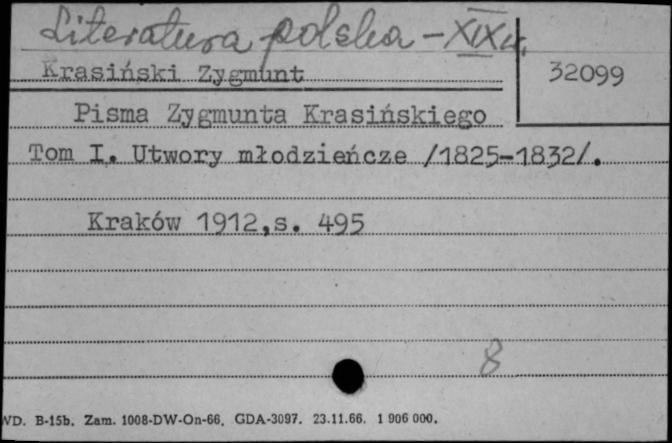 Literatura polska - XIX w.
Krasiński Zygmunt
32099
Pisma Zygmunta Krasińskiego
Tom I. Utwory młodzieńcze /1825-1832/.
Kraków 1912,s. 495
8
WD. B-15b. Zam. 1008-DW-On-66. GDA-3097. 23.11.66. 1 906 000.